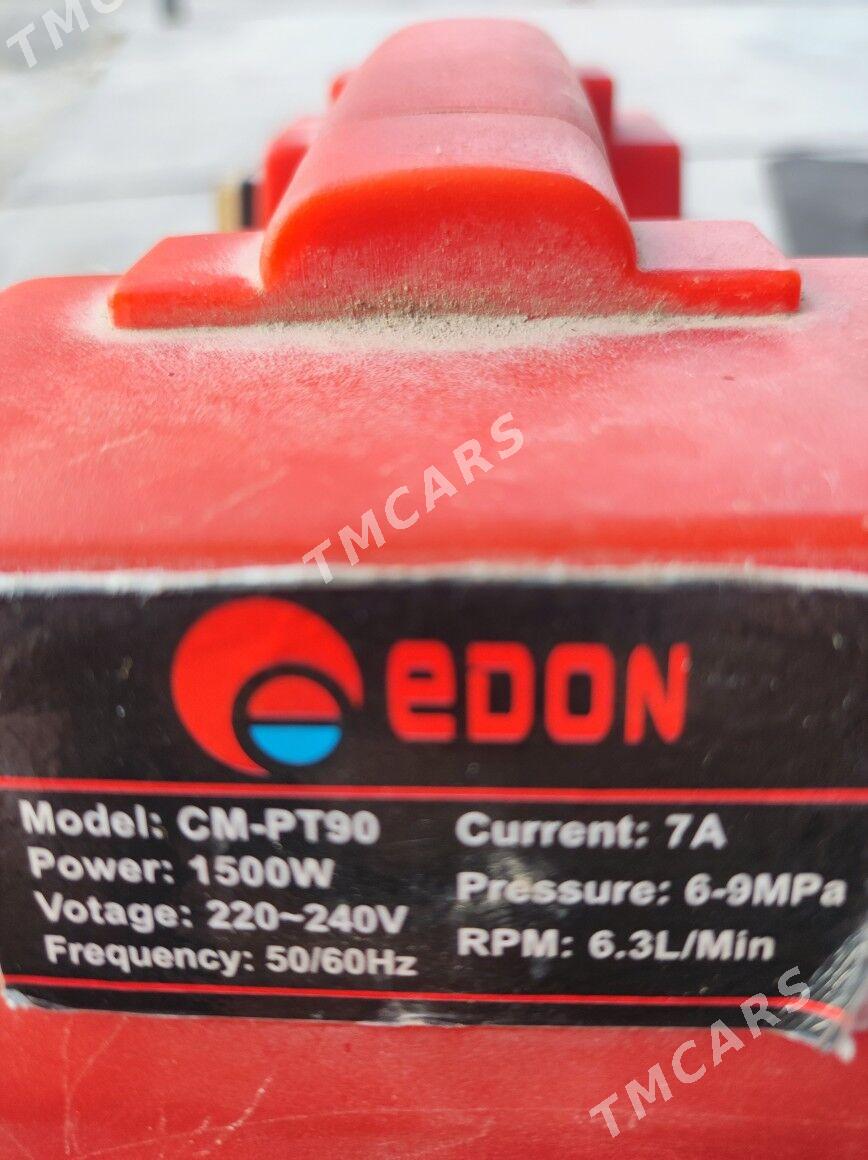 TMCARS
TMCARS
eDON
Model: CM-PT90
Power: 1500W
Votage: 220~240V
Frequency: 50/60Hz
Current: 7A
Pressure: 6-9MPa
RPM: 6.3L/Min
TMCARS
TMCARS